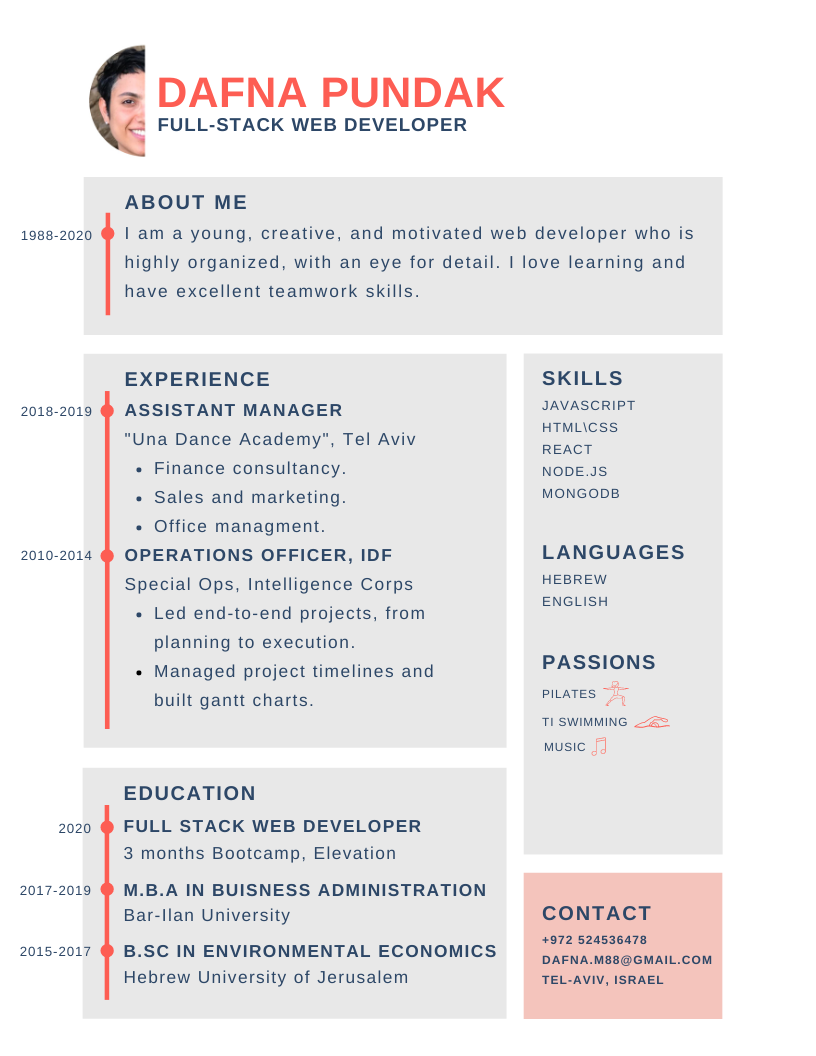 DAFNA PUNDAK
FULL-STACK WEB DEVELOPER
ABOUT ME
1988-2020
I am a young, creative, and motivated web developer who is
highly organized, with an eye for detail. I love learning and
have excellent teamwork skills.
EXPERIENCE
2018-2019
ASSISTANT MANAGER
"Una Dance Academy", Tel Aviv
• Finance consultancy.
• Sales and marketing.
• Office managment.
2010-2014
OPERATIONS OFFICER, IDF
Special Ops, Intelligence Corps
• Led end-to-end projects, from
planning to execution.
• Managed project timelines and
built gantt charts.
EDUCATION
2020
FULL STACK WEB DEVELOPER
3 months Bootcamp, Elevation
2017-2019
M.B.A IN BUISNESS ADMINISTRATION
Bar-Ilan University
2015-2017
B.SC IN ENVIRONMENTAL ECONOMICS
Hebrew University of Jerusalem
SKILLS
JAVASCRIPT
HTML\CSS
REACT
NODE.JS
MONGODB
LANGUAGES
HEBREW
ENGLISH
PASSIONS
PILATES
TI SWIMMING
MUSIC
CONTACT
+972 524536478
DAFNA.M88@GMAIL.COM
TEL-AVIV, ISRAEL